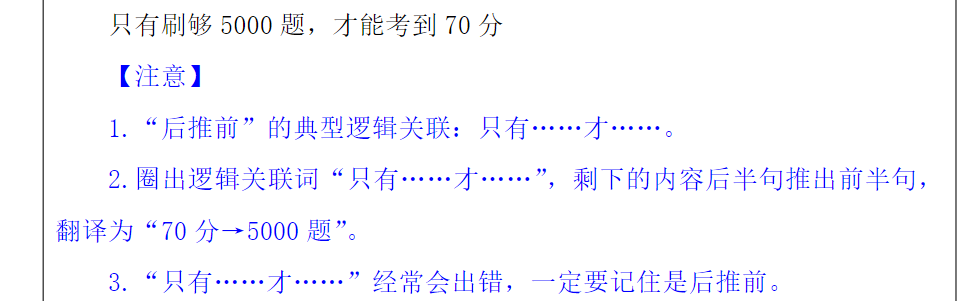 只有刷够 5000 题，才能考到 70 分
【注意】
1.“后推前”的典型逻辑关联：只有……才……。
2.圈出逻辑关联词“只有……才……”，剩下的内容后半句推出前半句，
翻译为“70 分→5000 题”。
3.“只有……才……”经常会出错，一定要记住是后推前。